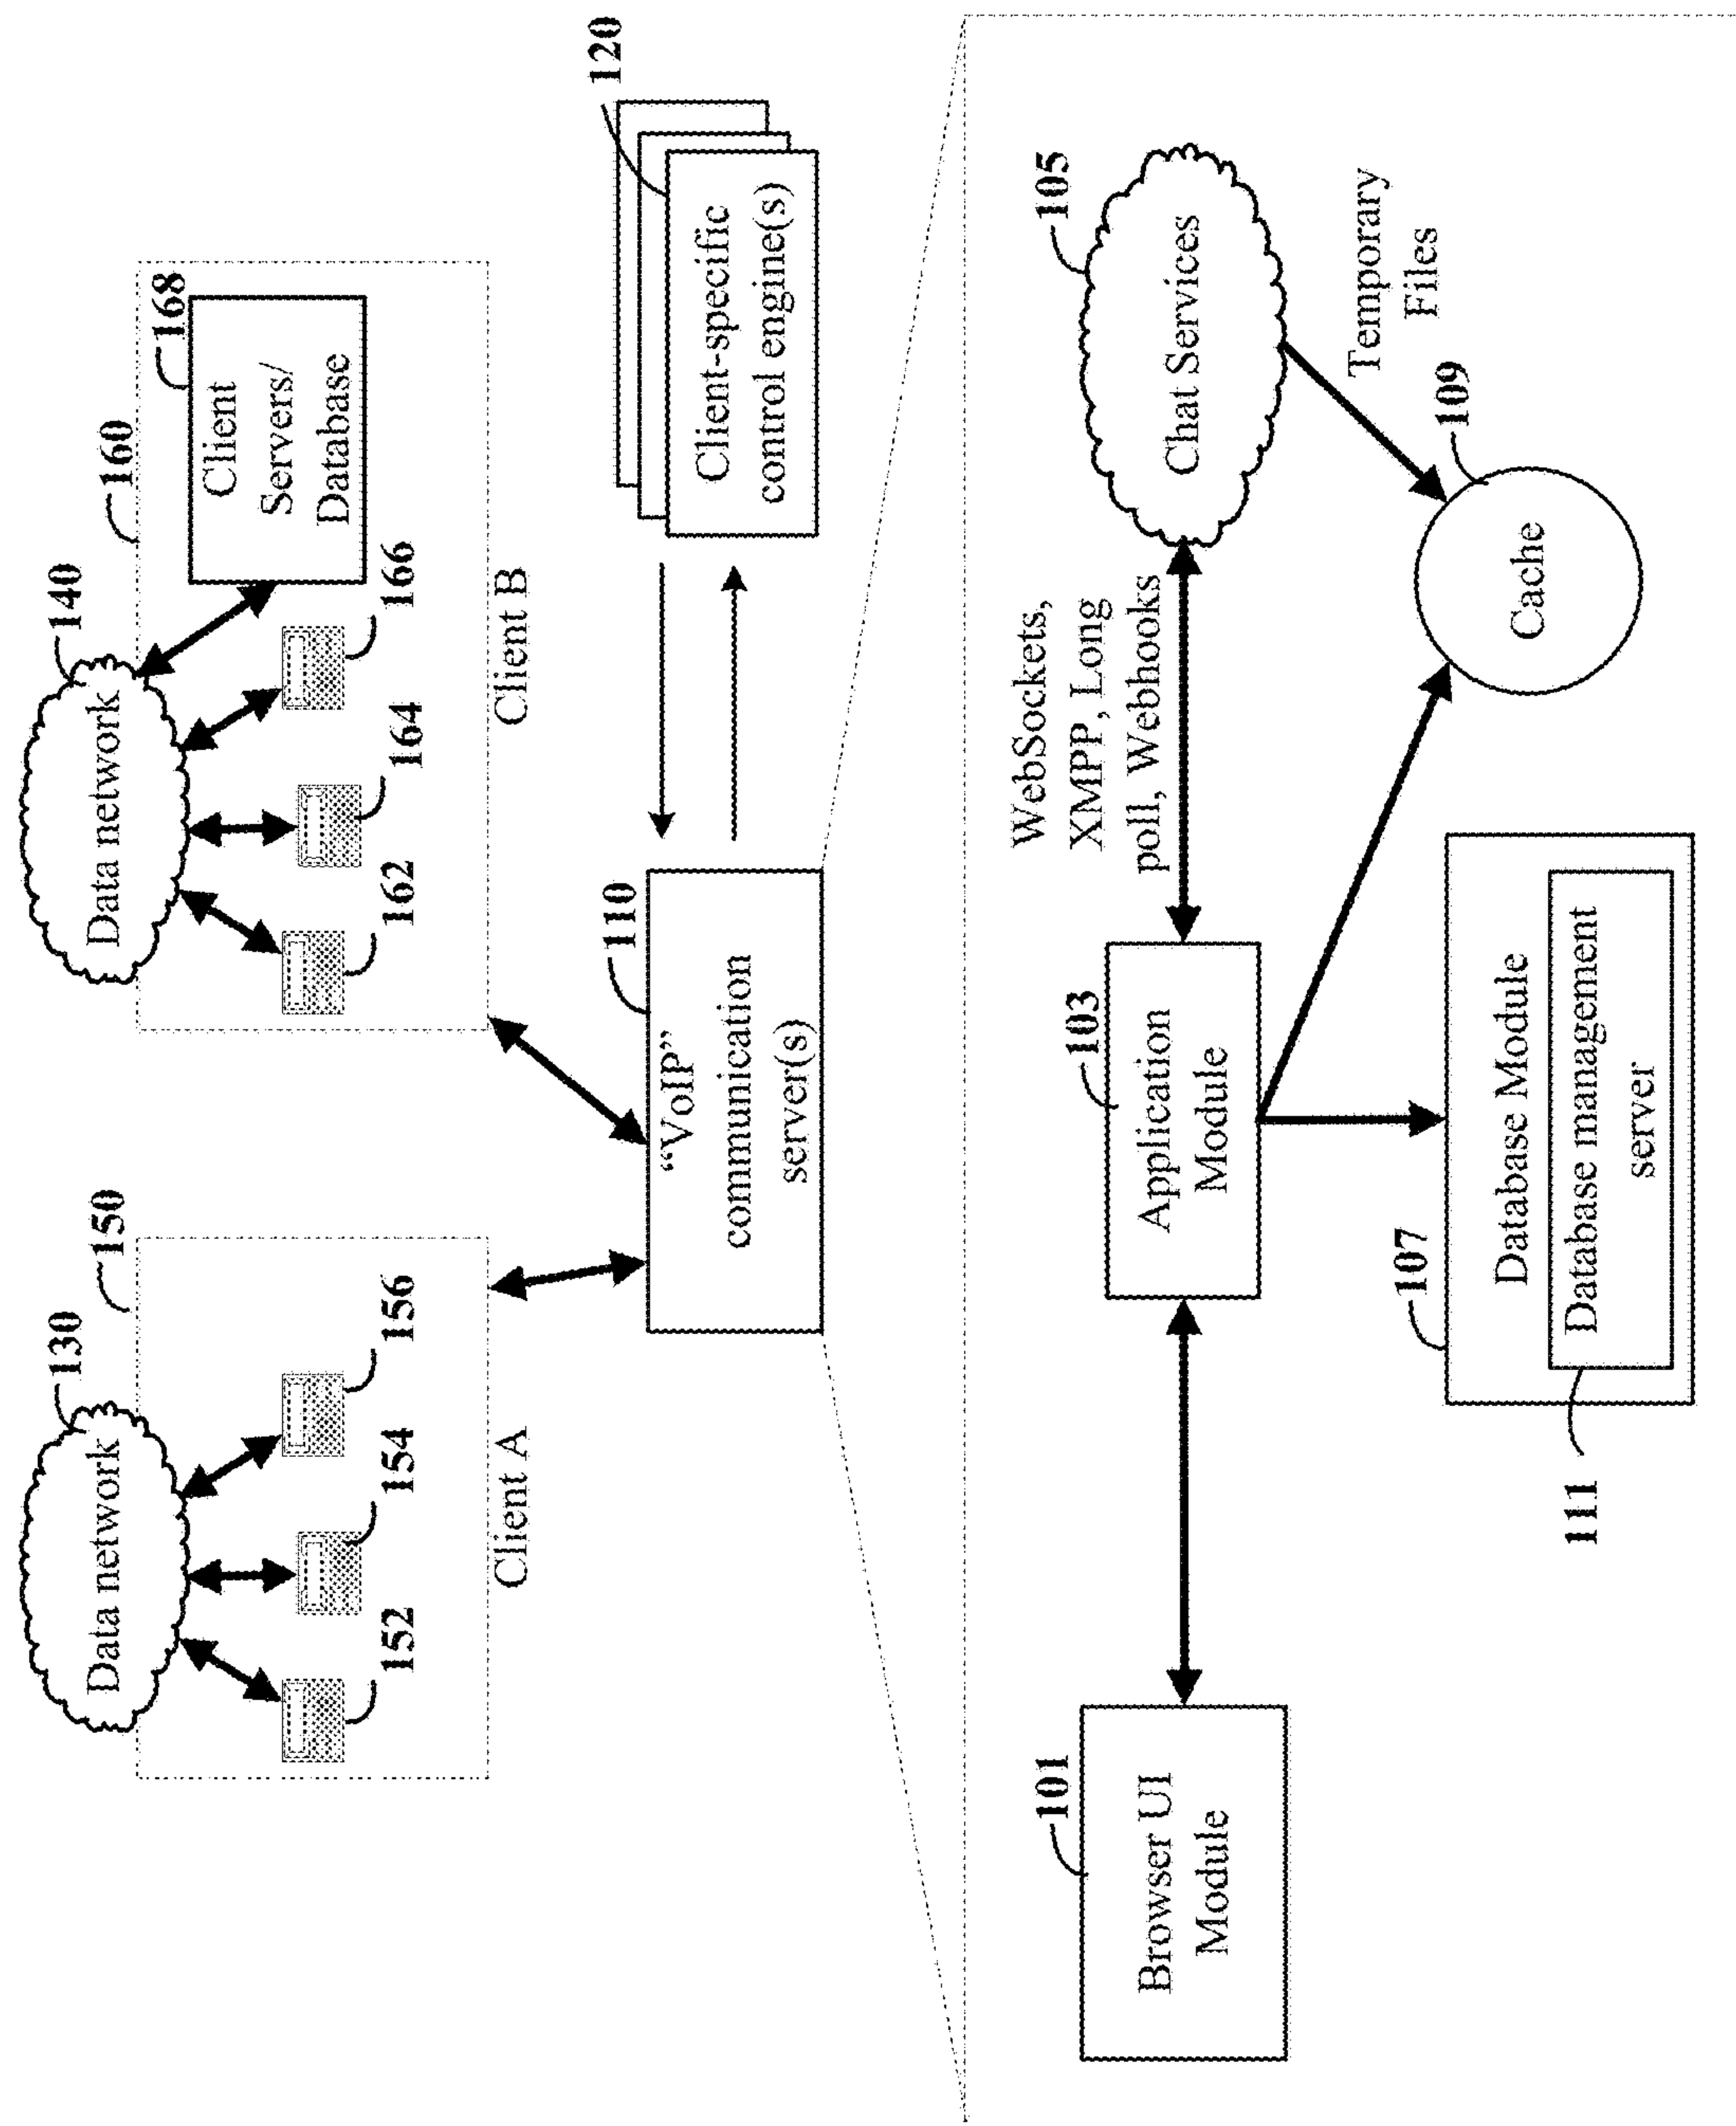 130
150
Data network
152
154
156
Client A
140
160
Data network
168
Client
Servers/
Database
162
164
166
Client B
110
“VoIP”
communication
server(s)
120
Client-specific
control engine(s)
101
Browser UI
Module
103
Application
Module
WebSockets,
XMPP, Long
poll, Webhooks
105
Chat Services
Temporary
Files
107
Database Module
Database management
server
111
109
Cache